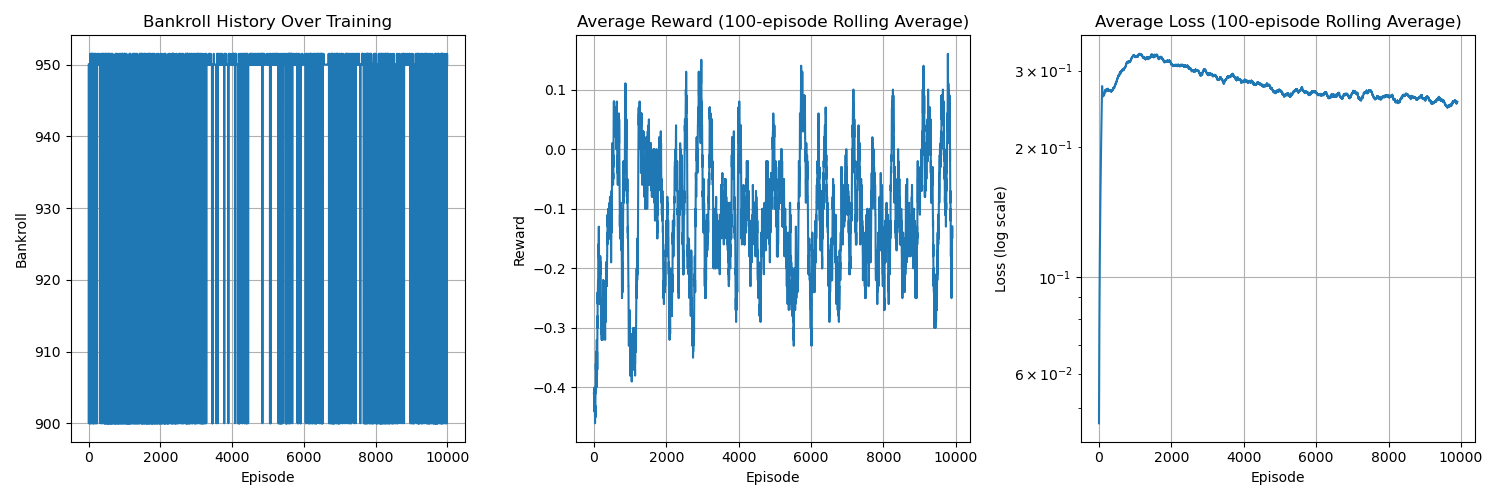 Bankroll History Over Training
Bankroll
950
940
930
920
910
900
0
2000
4000
6000
8000
10000
Episode
Average Reward (100-episode Rolling Average)
Reward
0.1
0.0
−0.1
−0.2
−0.3
−0.4
0
2000
4000
6000
8000
10000
Episode
Average Loss (100-episode Rolling Average)
Loss (log scale)
3 × 10⁻¹
2 × 10⁻¹
10⁻¹
6 × 10⁻²
0
2000
4000
6000
8000
10000
Episode